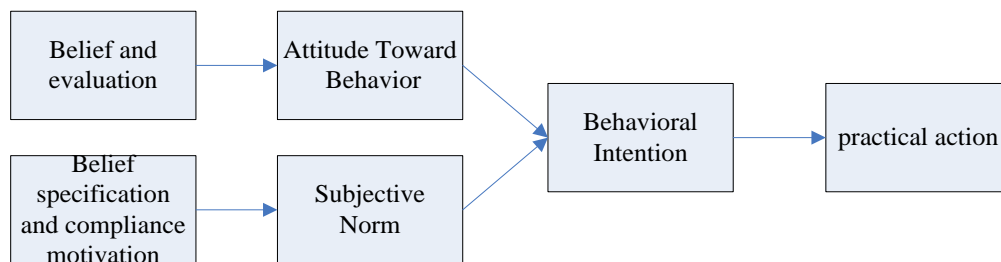 Belief and
evaluation
Attitude Toward
Behavior
Behavioral
Intention
practical action
Belief
specification
and compliance
motivation
Subjective
Norm